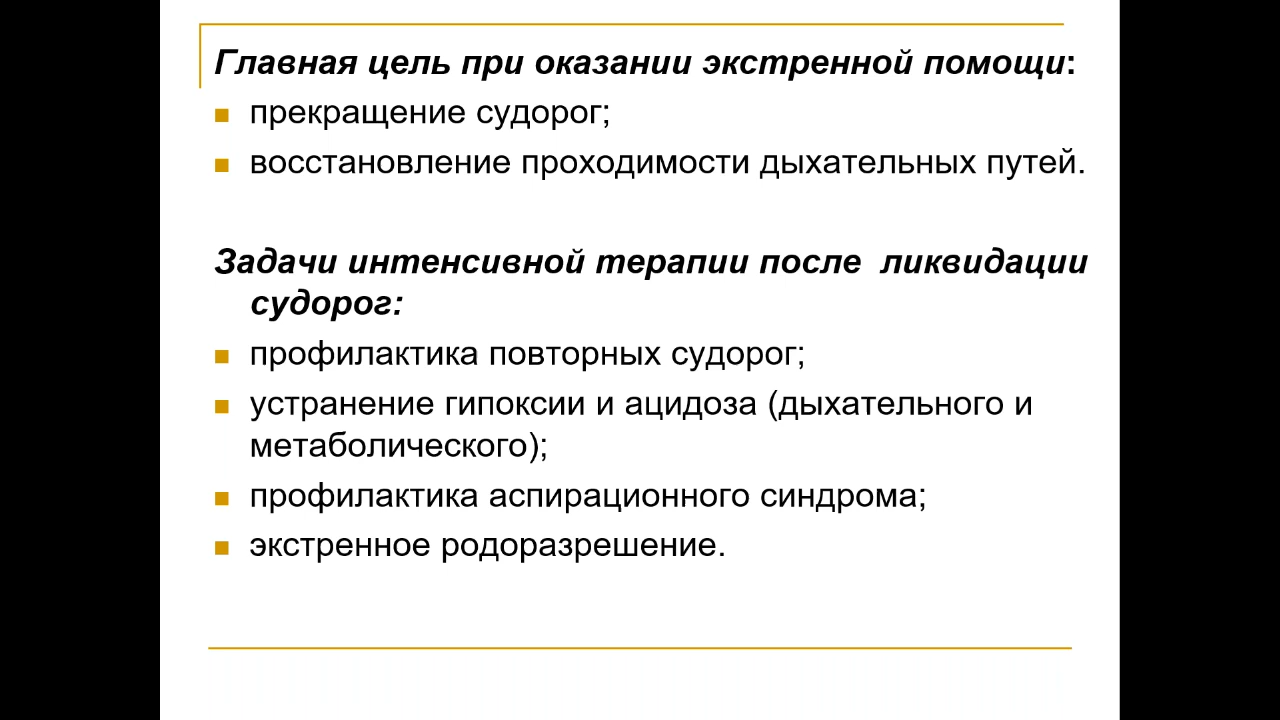 Главная цель при оказании экстренной помощи:
прекращение судорог;
восстановление проходимости дыхательных путей.
Задачи интенсивной терапии после ликвидации
судорог:
профилактика повторных судорог;
устранение гипоксии и ацидоза (дыхательного и
метаболического);
профилактика аспирационного синдрома;
экстренное родоразрешение.